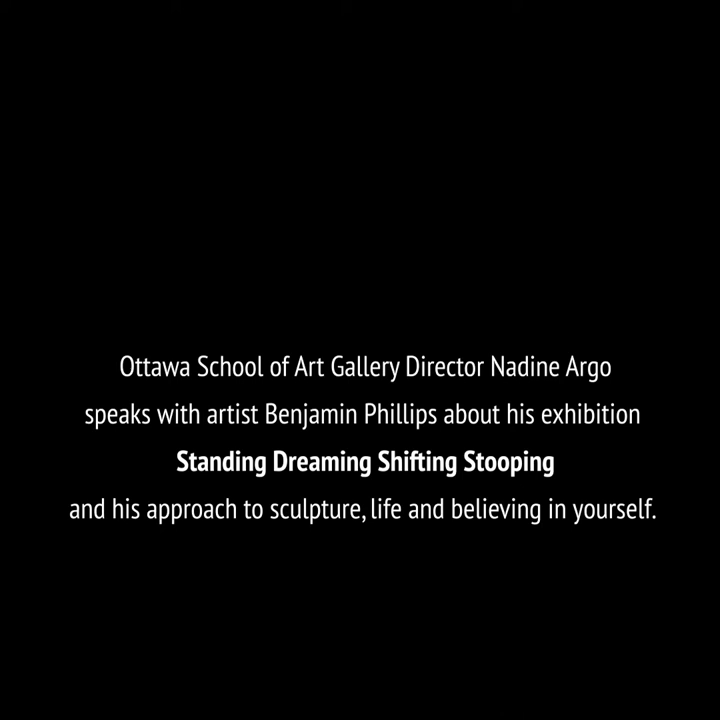 Ottawa School of Art Gallery Director Nadine Argo
speaks with artist Benjamin Phillips about his exhibition
Standing Dreaming Shifting Stooping
and his approach to sculpture, life and believing in yourself.